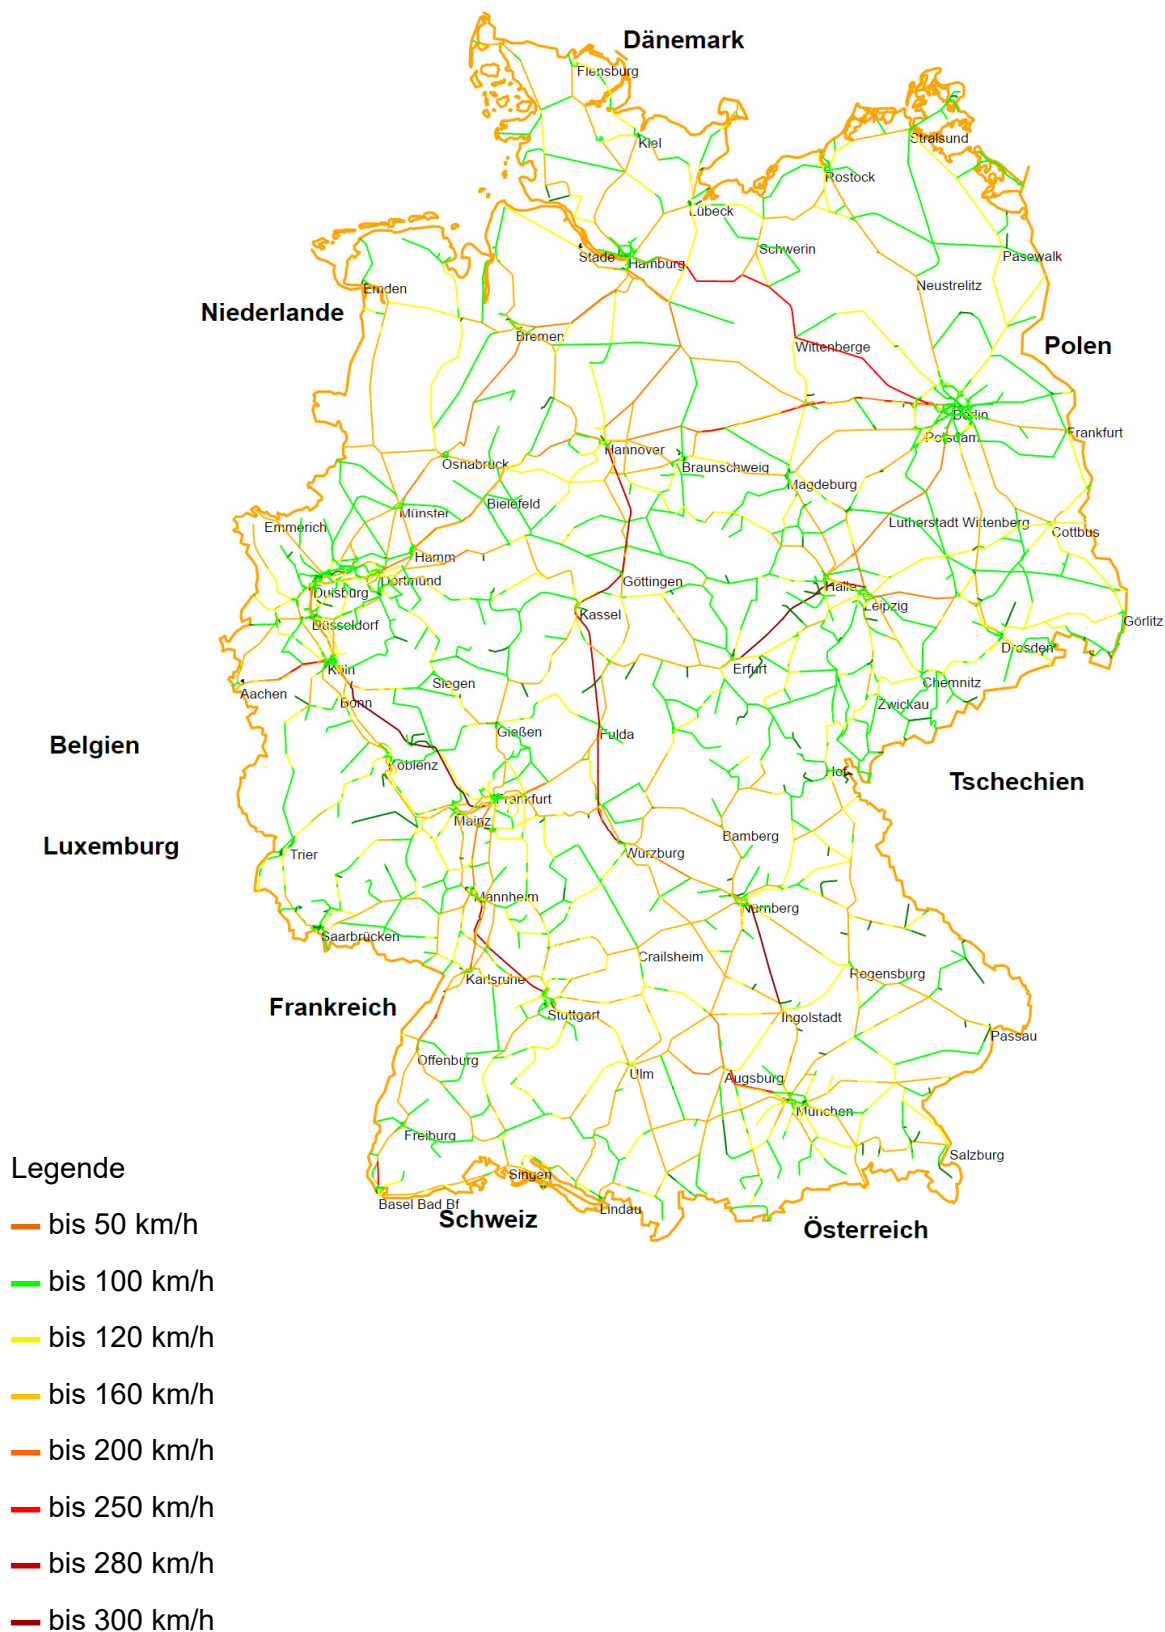 Dänemark
Flensburg
Kiel
Stralsund
Rostock
Lübeck
Schwerin
Stade
Hamburg
Pasewalk
Neustrelitz
Emden
Niederlande
Bremen
Wittenberge
Polen
Berlin
Potsdam
Frankfurt
Hannover
Osnabrück
Braunschweig
Magdeburg
Bielefeld
Münster
Emmerich
Lutherstadt Wittenberg
Cottbus
Hamm
Dortmund
Göttingen
Halle
Duisburg
Leipzig
Kassel
Görlitz
Düsseldorf
Dresden
Köln
Erfurt
Siegen
Chemnitz
Aachen
Bonn
Zwickau
Gießen
Fulda
Belgien
Koblenz
Hof
Tschechien
Frankfurt
Mainz
Bamberg
Luxemburg
Trier
Würzburg
Mannheim
Nürnberg
Saarbrücken
Crailsheim
Regensburg
Karlsruhe
Frankreich
Stuttgart
Ingolstadt
Passau
Offenburg
Ulm
Augsburg
München
Freiburg
Salzburg
Singen
Basel Bad Bf
Lindau
Schweiz
Österreich
Legende
bis 50 km/h
bis 100 km/h
bis 120 km/h
bis 160 km/h
bis 200 km/h
bis 250 km/h
bis 280 km/h
bis 300 km/h